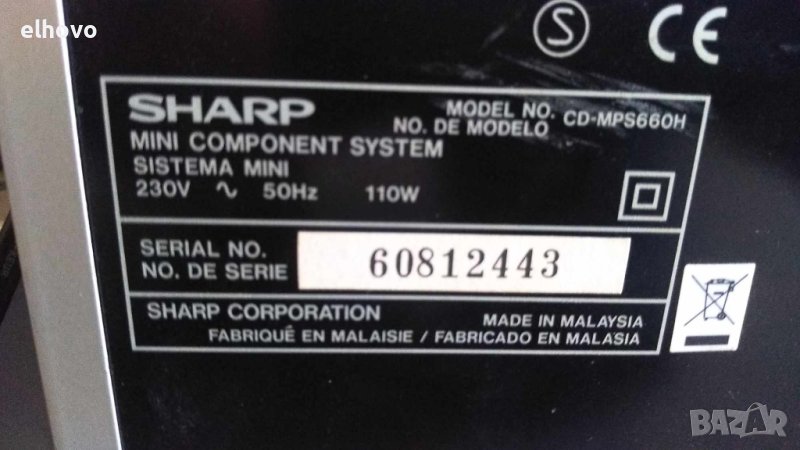 elhovo
S CE
SHARP
MODEL NO. CD-MPS660H
NO. DE MODELO
MINI COMPONENT SYSTEM
SISTEMA MINI
230V ∿ 50Hz 110W
SERIAL NO.
NO. DE SERIE
60812443
SHARP CORPORATION
MADE IN MALAYSIA
FABRIQUÉ EN MALAISIE / FABRICADO EN MALASIA
BAZAR